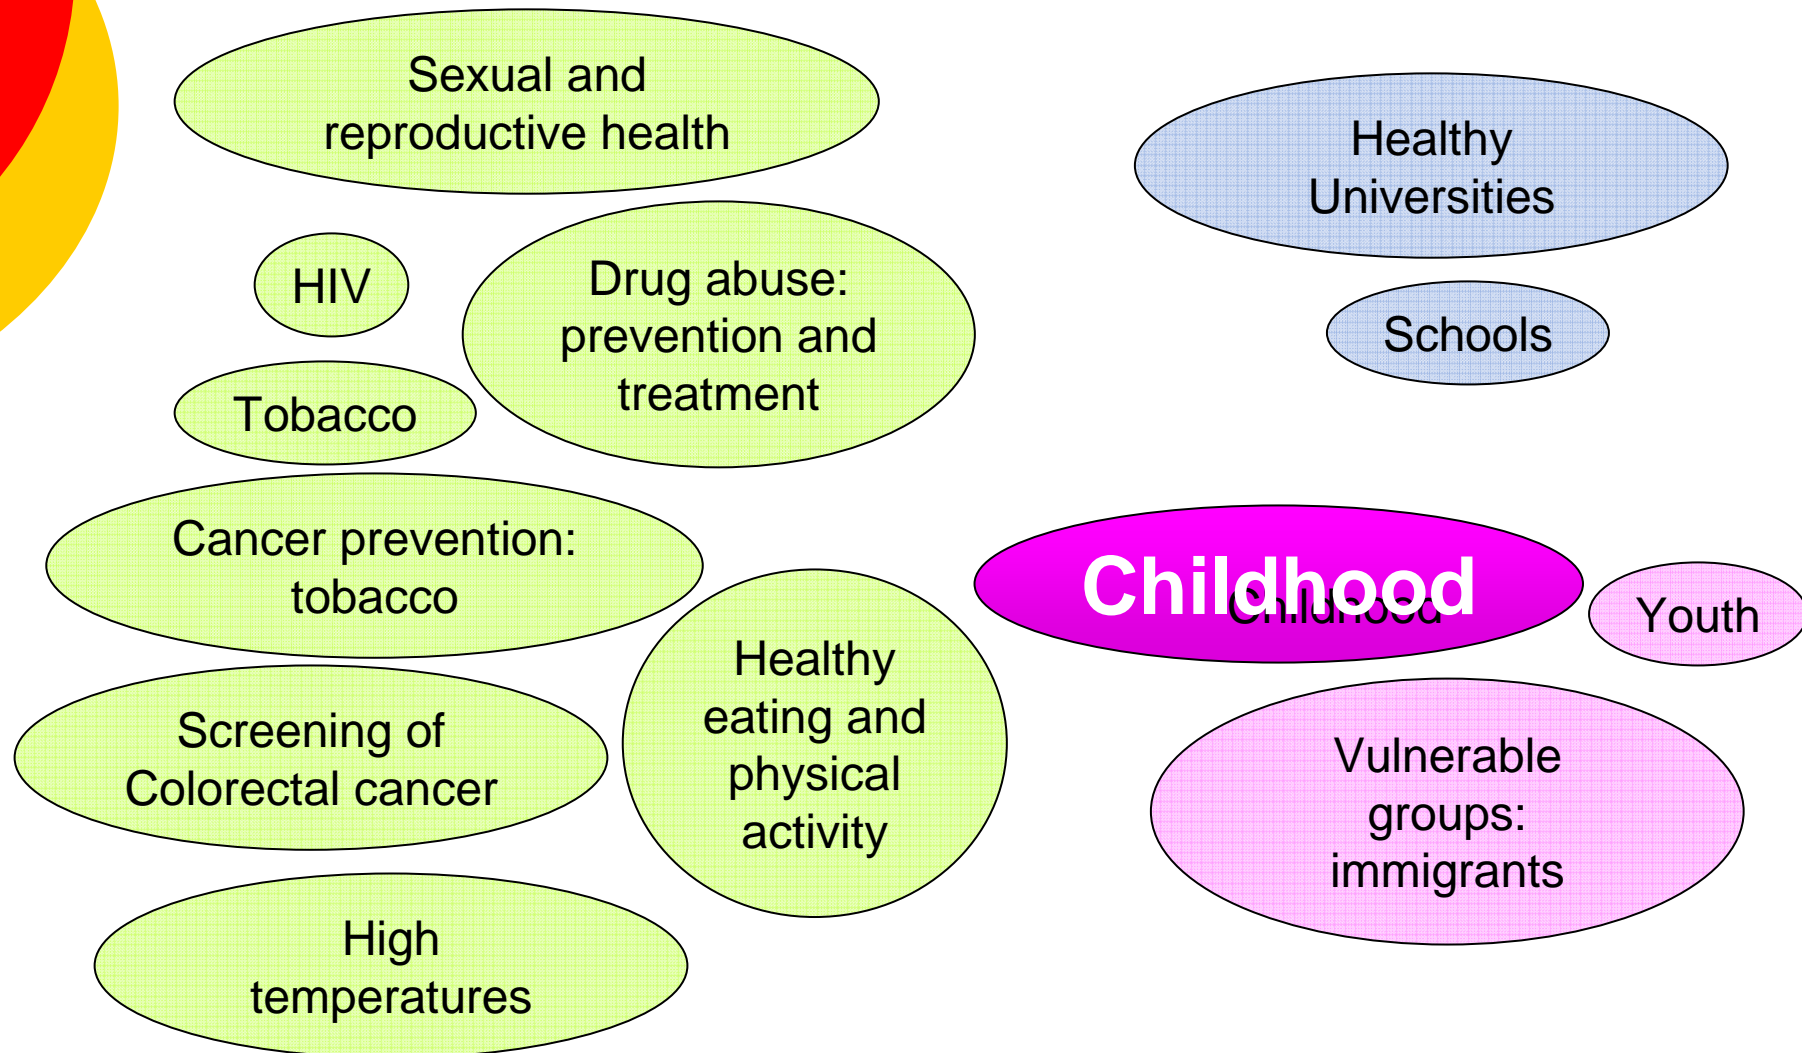 Sexual and
reproductive health
HIV
Drug abuse:
prevention and
treatment
Tobacco
Cancer prevention:
tobacco
Healthy
eating and
physical
activity
Screening of
Colorectal cancer
High
temperatures
Healthy
Universities
Schools
Childhood
Childhood
Youth
Vulnerable
groups:
immigrants